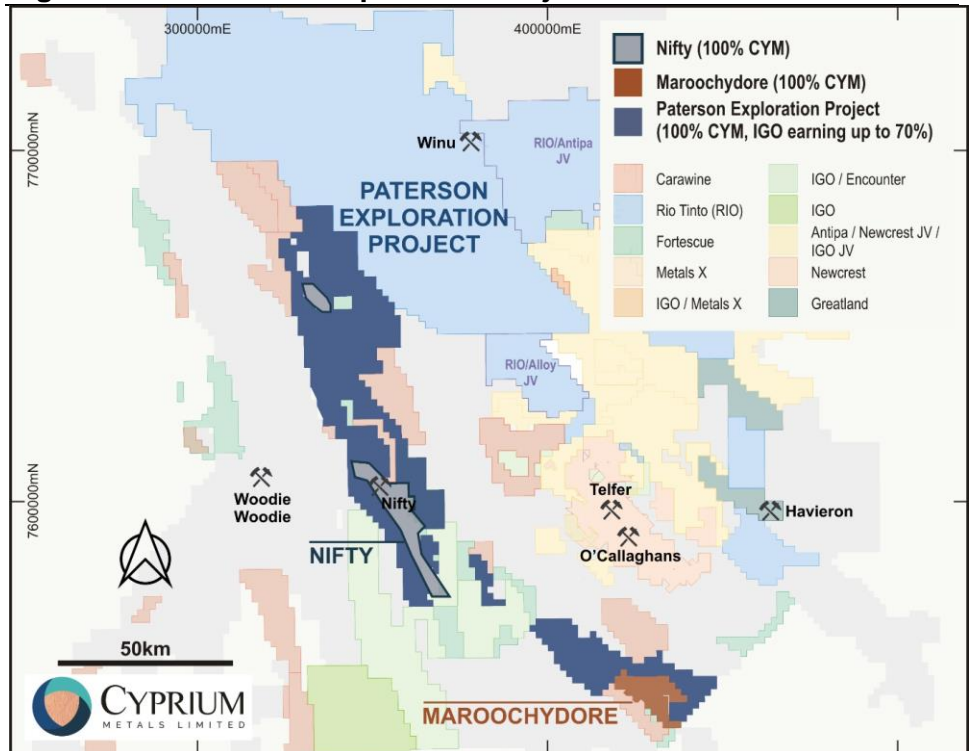 300000mE
400000mE
7700000mN
7600000mN
Nifty (100% CYM)
Maroochydore (100% CYM)
Paterson Exploration Project
(100% CYM, IGO earning up to 70%)
Carawine
Rio Tinto (RIO)
Fortescue
Metals X
IGO / Metals X
IGO / Encounter
IGO
Antipa / Newcrest JV /
IGO JV
Newcrest
Greatland
Winu
RIO/Antipa
JV
PATERSON
EXPLORATION
PROJECT
RIO/Alloy
JV
Woodie
Woodie
Nifty
Telfer
Havieron
O'Callaghans
NIFTY
50km
MAROOCHYDORE
CYPRIUM
METALS LIMITED